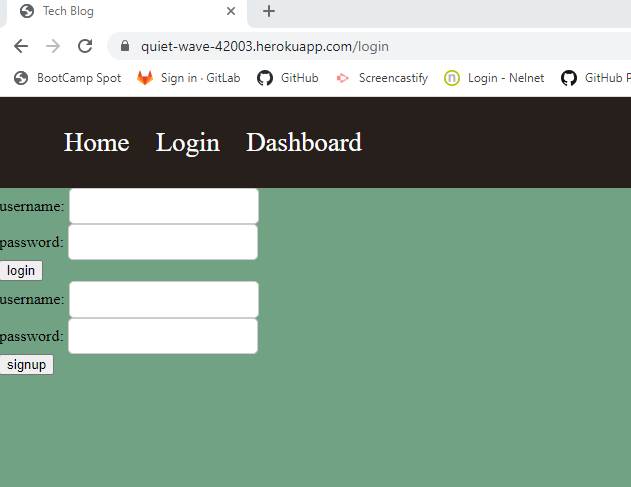 Tech Blog
quiet-wave-42003.herokuapp.com/login
BootCamp Spot Sign in · GitLab GitHub Screencastify Login - Nelnet GitHub P
Home Login Dashboard
username:
password:
login
username:
password:
signup